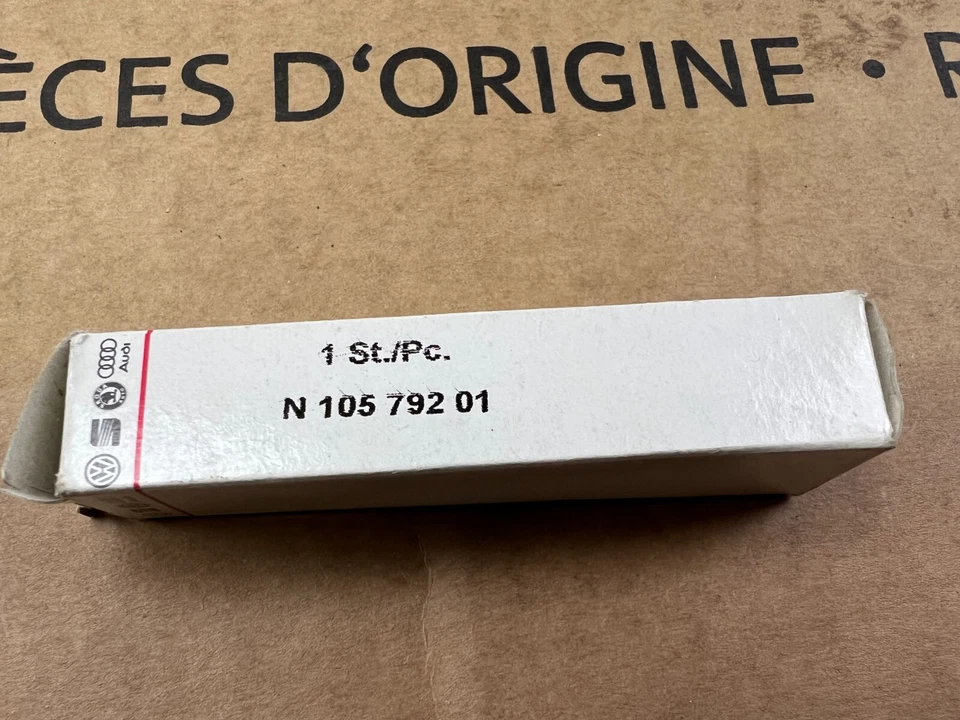 ÈCES D‘ORIGINE • R
1 St./Pc.
N 105 792 01
Audi